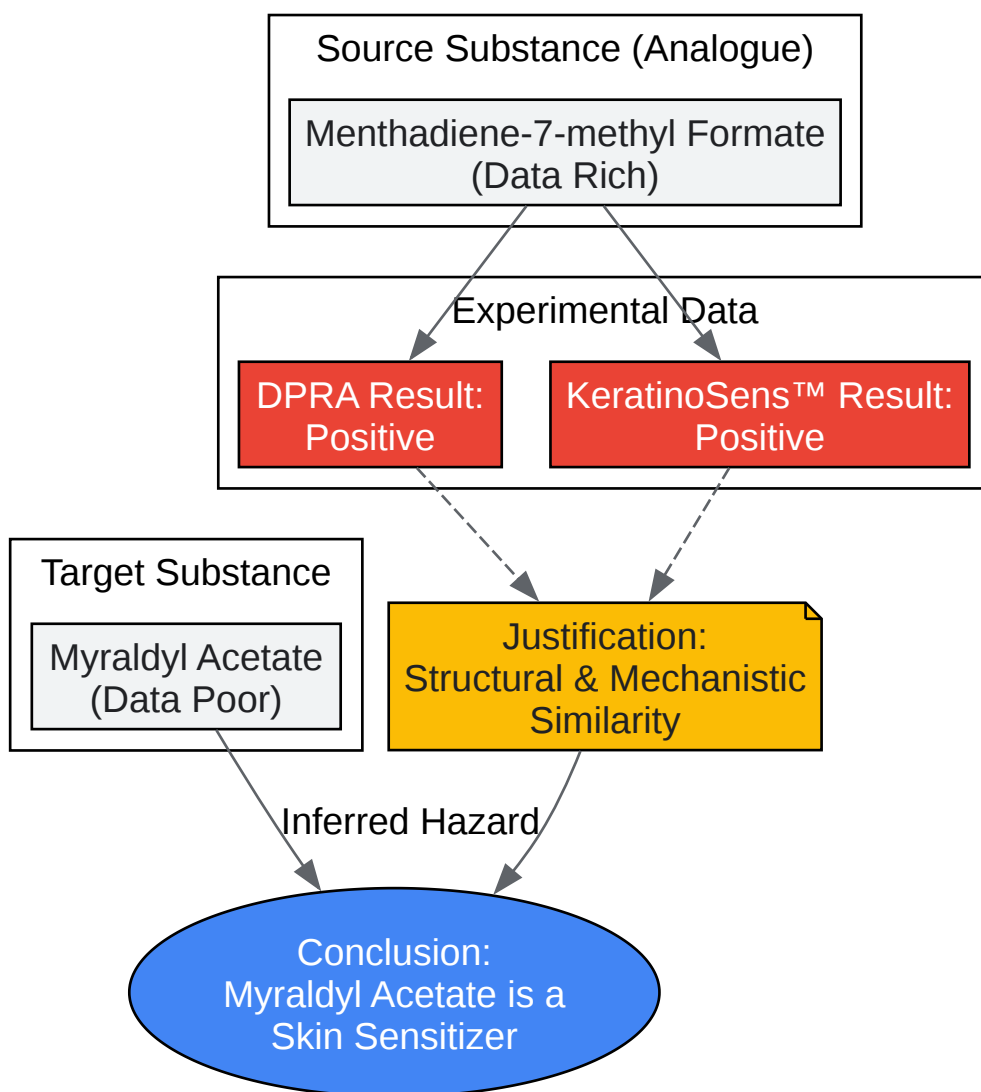 Source Substance (Analogue)
Menthadiene-7-methyl Formate
(Data Rich)
Experimental Data
DPRA Result:
Positive
KeratinoSens™ Result:
Positive
Target Substance
Myraldyl Acetate
(Data Poor)
Justification:
Structural & Mechanistic
Similarity
Inferred Hazard
Conclusion:
Myraldyl Acetate is a
Skin Sensitizer